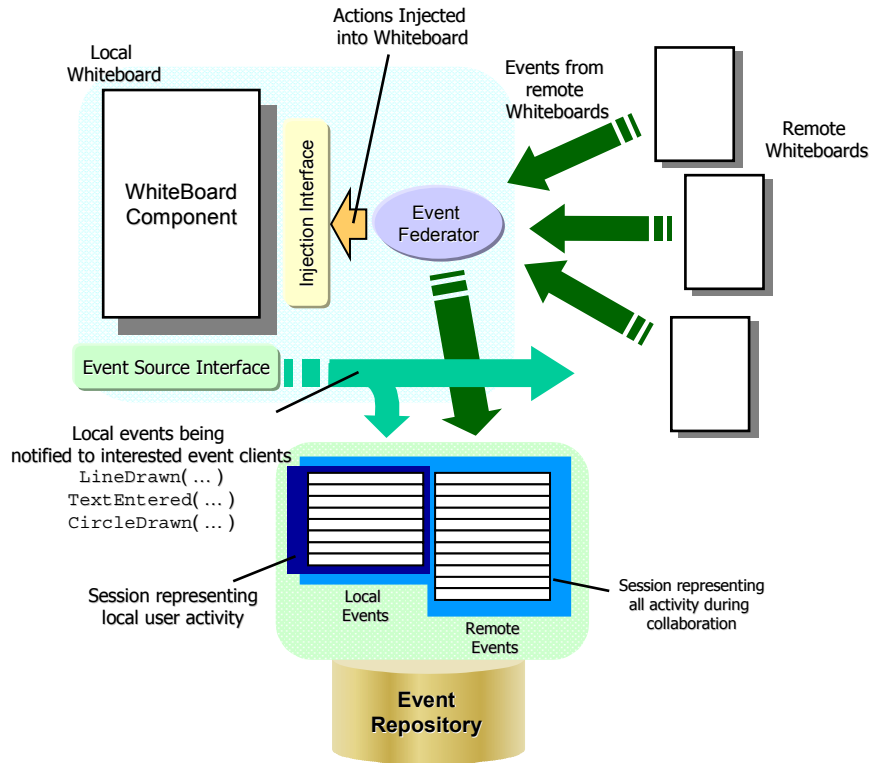 Actions Injected
into Whiteboard
Local
Whiteboard
Events from
remote
Whiteboards
Remote
Whiteboards
WhiteBoard
Component
Injection Interface
Event
Federator
Event Source Interface
Local events being
notified to interested event clients
LineDrawn(...)
TextEntered(...)
CircleDrawn(...)
Session representing
local user activity
Local
Events
Remote
Events
Session representing
all activity during
collaboration
Event
Repository